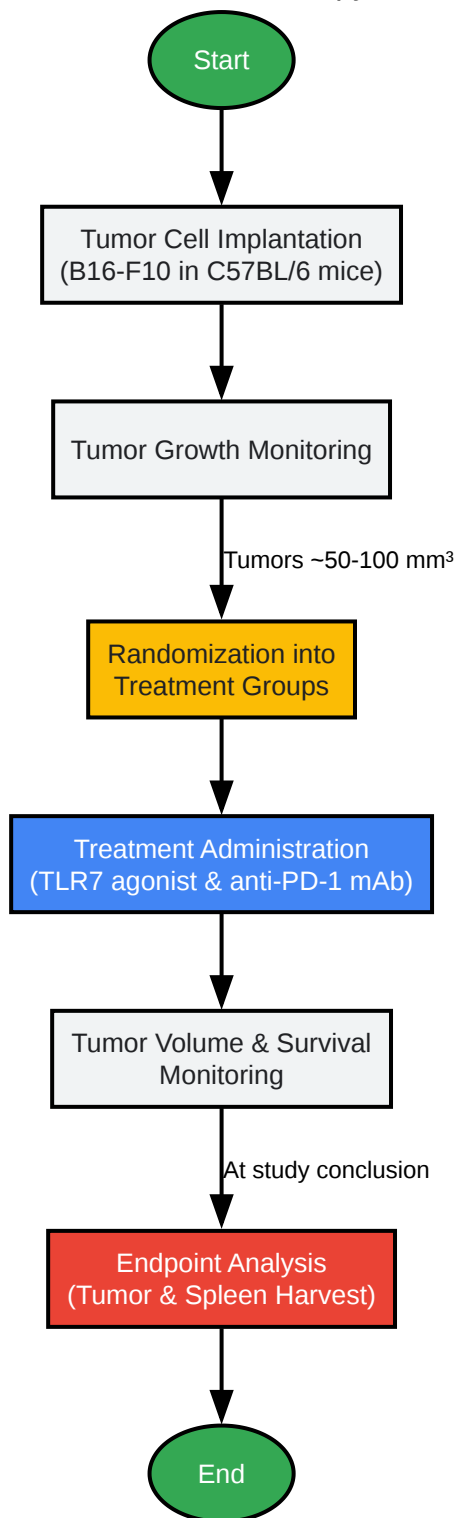 Start
Tumor Cell Implantation
(B16-F10 in C57BL/6 mice)
Tumor Growth Monitoring
Tumors ~50-100 mm³
Randomization into
Treatment Groups
Treatment Administration
(TLR7 agonist & anti-PD-1 mAb)
Tumor Volume & Survival
Monitoring
At study conclusion
Endpoint Analysis
(Tumor & Spleen Harvest)
End